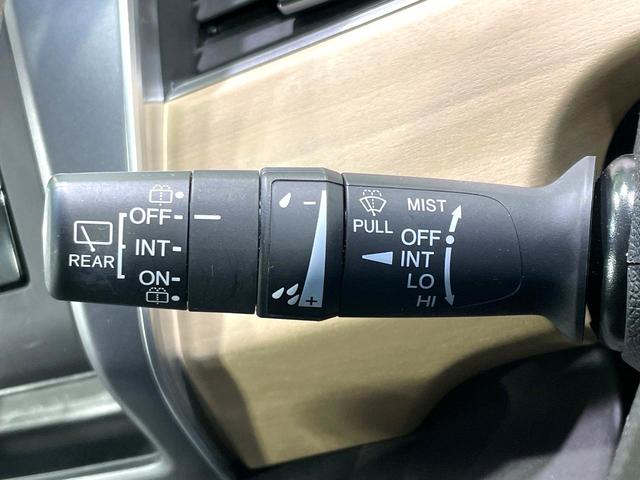 REAR
OFF
INT
ON
− 
+
PULL
MIST
OFF
INT
LO
HI